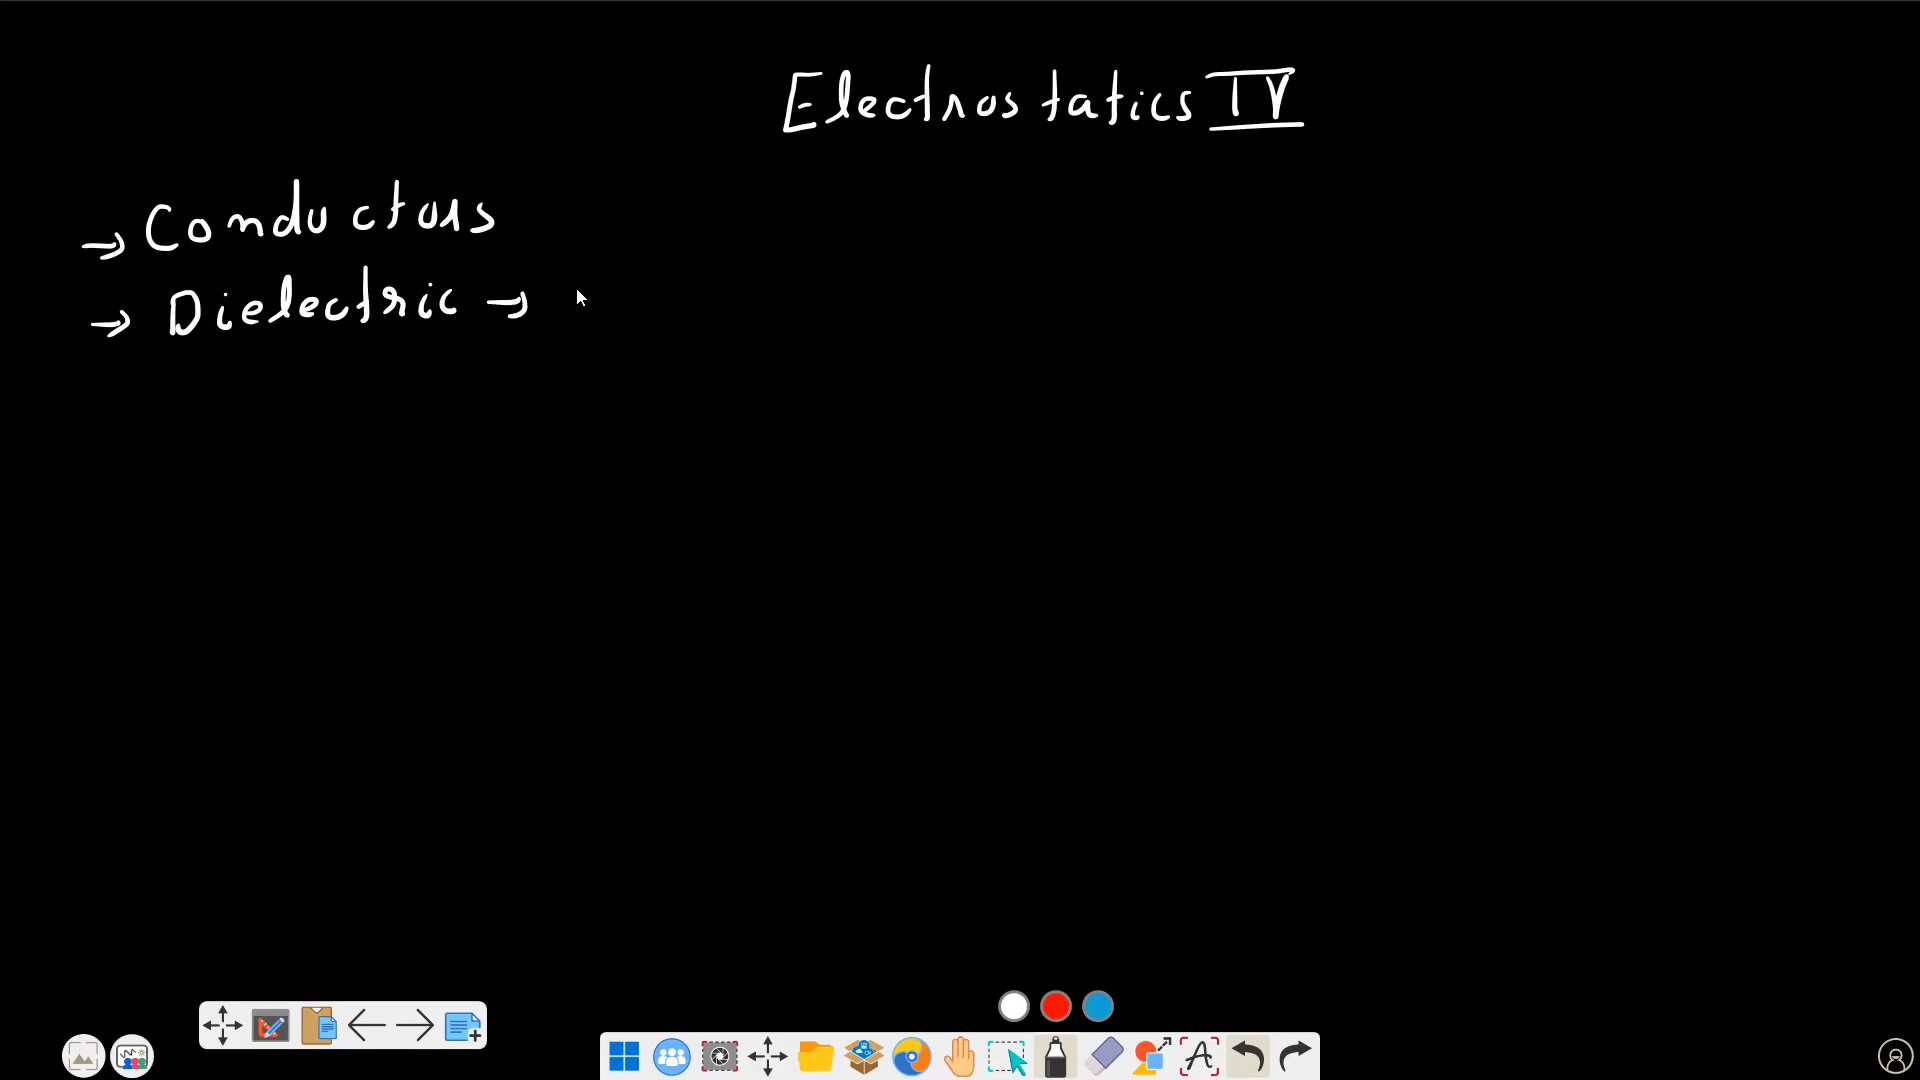 Electrostatics IV
→ Conductors
→ Dielectric →